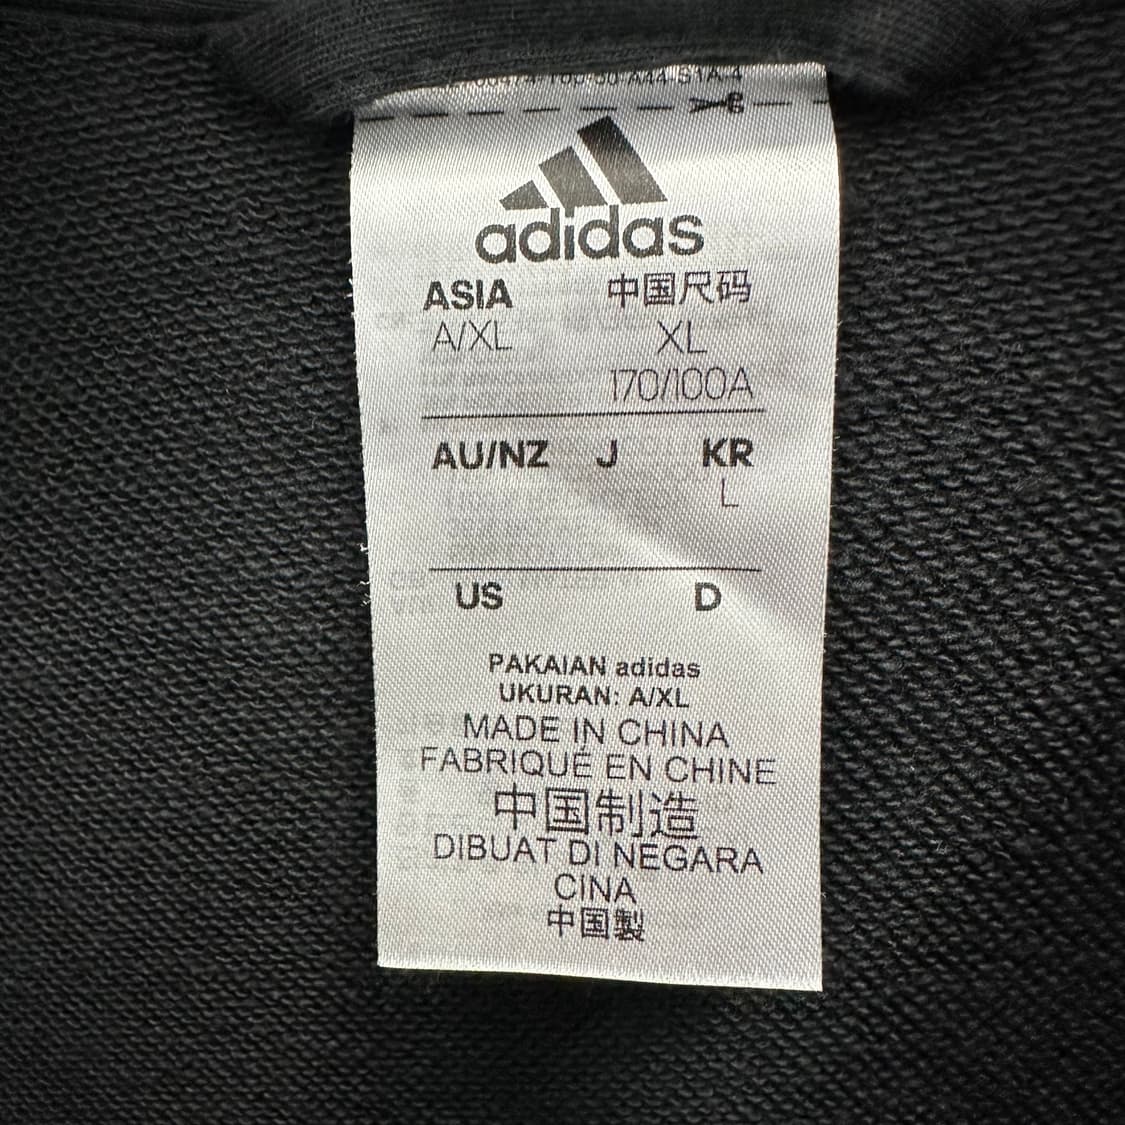 adidas
ASIA 中国尺码
A/XL XL
170/100A
AU/NZ J KR
L
US D
PAKAIAN adidas
UKURAN: A/XL
MADE IN CHINA
FABRIQUÉ EN CHINE
中国制造
DIBUAT DI NEGARA
CINA
中国製